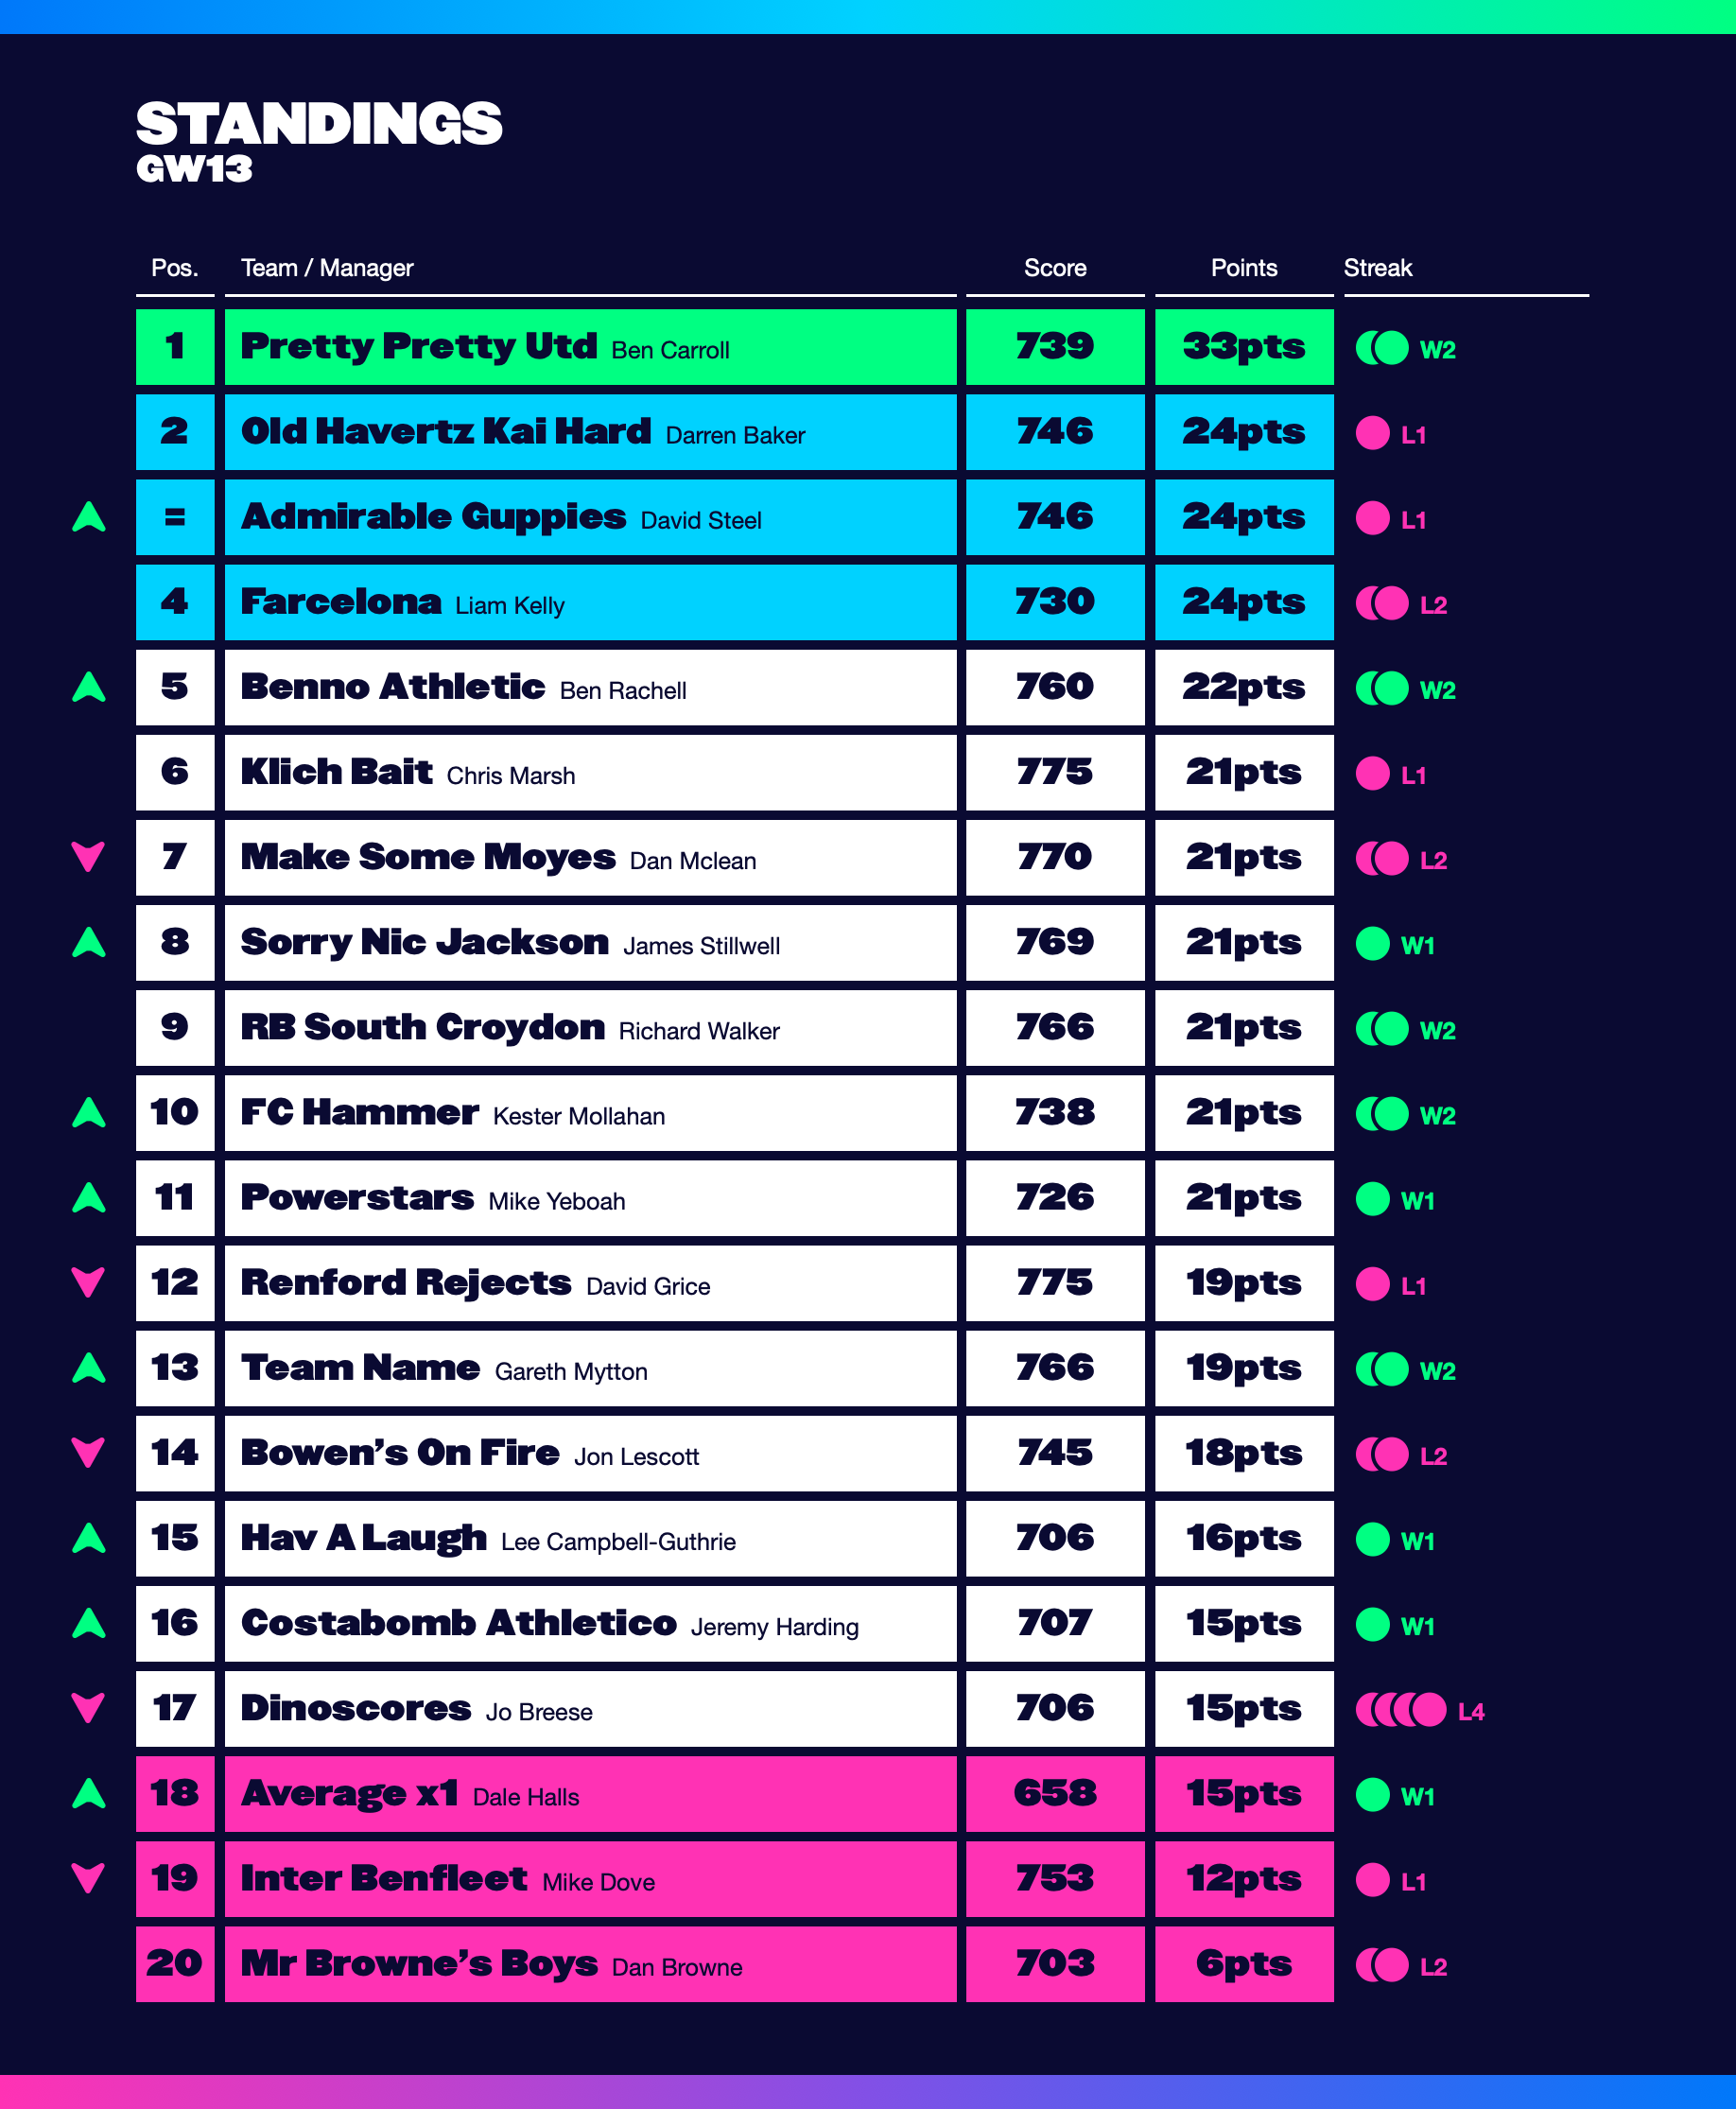 STANDINGS
GW13
Pos. Team / Manager Score Points Streak
1 Pretty Pretty Utd Ben Carroll 739 33pts W2
2 Old Havertz Kai Hard Darren Baker 746 24pts L1
= Admirable Guppies David Steel 746 24pts L1
4 Farcelona Liam Kelly 730 24pts L2
5 Benno Athletic Ben Rachell 760 22pts W2
6 Klich Bait Chris Marsh 775 21pts L1
7 Make Some Moyes Dan Mclean 770 21pts L2
8 Sorry Nic Jackson James Stillwell 769 21pts W1
9 RB South Croydon Richard Walker 766 21pts W2
10 FC Hammer Kester Mollahan 738 21pts W2
11 Powerstars Mike Yeboah 726 21pts W1
12 Renford Rejects David Grice 775 19pts L1
13 Team Name Gareth Mytton 766 19pts W2
14 Bowen’s On Fire Jon Lescott 745 18pts L2
15 Hav A Laugh Lee Campbell-Guthrie 706 16pts W1
16 Costabomb Athletico Jeremy Harding 707 15pts W1
17 Dinoscores Jo Breese 706 15pts L4
18 Average x1 Dale Halls 658 15pts W1
19 Inter Benfleet Mike Dove 753 12pts L1
20 Mr Browne’s Boys Dan Browne 703 6pts L2